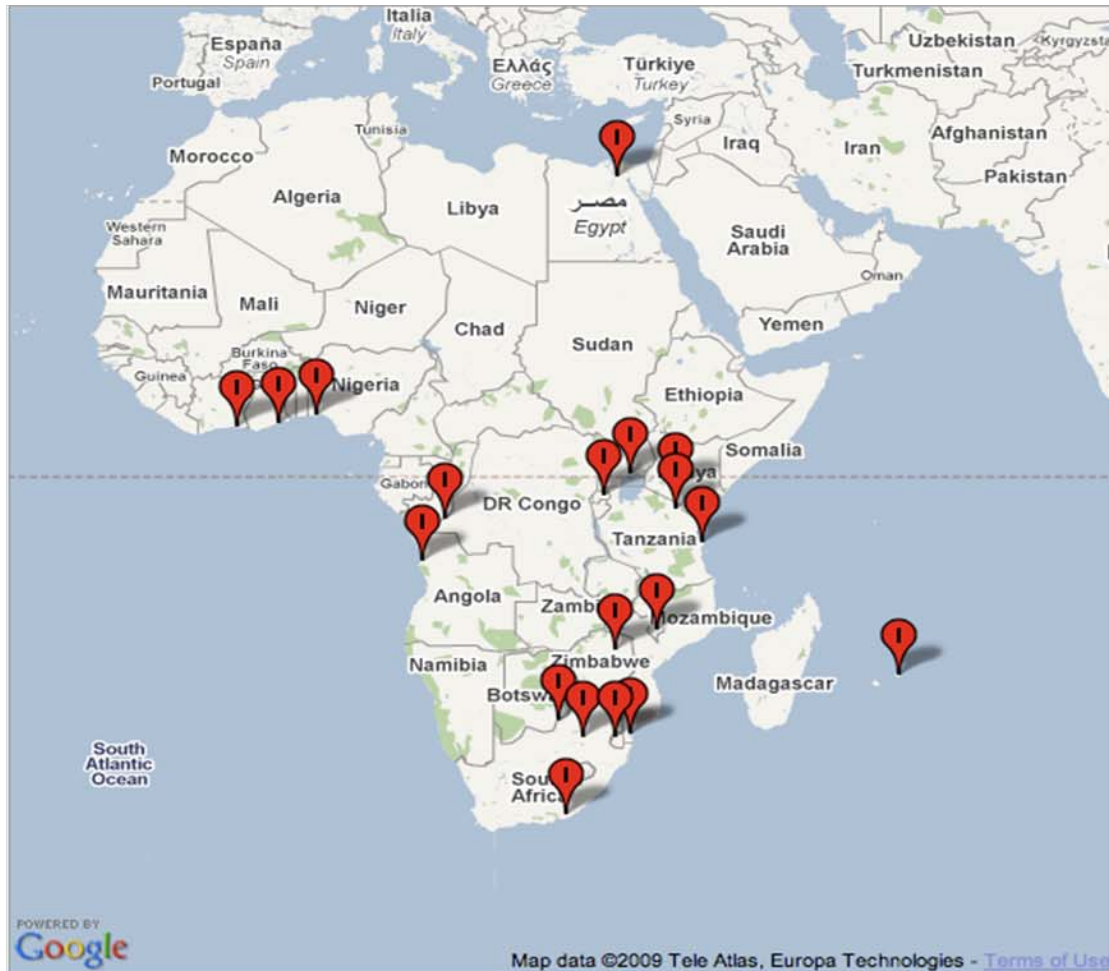 Italia
Italy
España
Spain
Portugal
Ελλάς
Greece
Türkiye
Turkey
Uzbekistan
Kyrgyzsta
Turkmenistan
Tunisia
Syria
Iraq
Iran
Afghanistan
Pakistan
Morocco
Algeria
Libya
مصر
Egypt
Saudi
Arabia
Oman
Western
Sahara
Mauritania
Mali
Niger
Chad
Sudan
Yemen
Burkina
Faso
Guinea
Nigeria
Ethiopia
Somalia
Gabon
DR Congo
Tanzania
Angola
Zambi
Mozambique
Namibia
Zimbabwe
Botsw
Madagascar
South
Atlantic
Ocean
Sou
Africa
POWERED BY
Google
Map data ©2009 Tele Atlas, Europa Technologies - Terms of Use